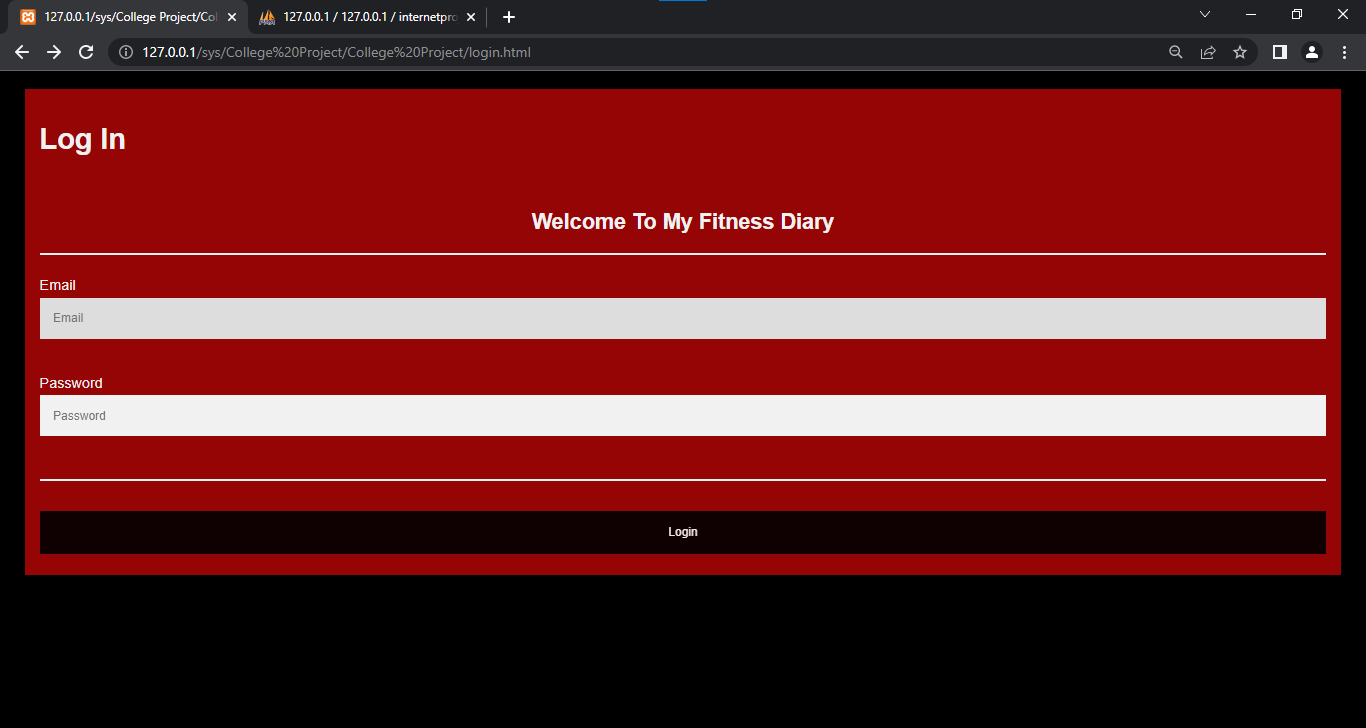 127.0.0.1/sys/College Project/Col
127.0.0.1 / 127.0.0.1 / internetpro
127.0.0.1/sys/College%20Project/College%20Project/login.html
Log In
Welcome To My Fitness Diary
Email
Email
Password
Password
Login